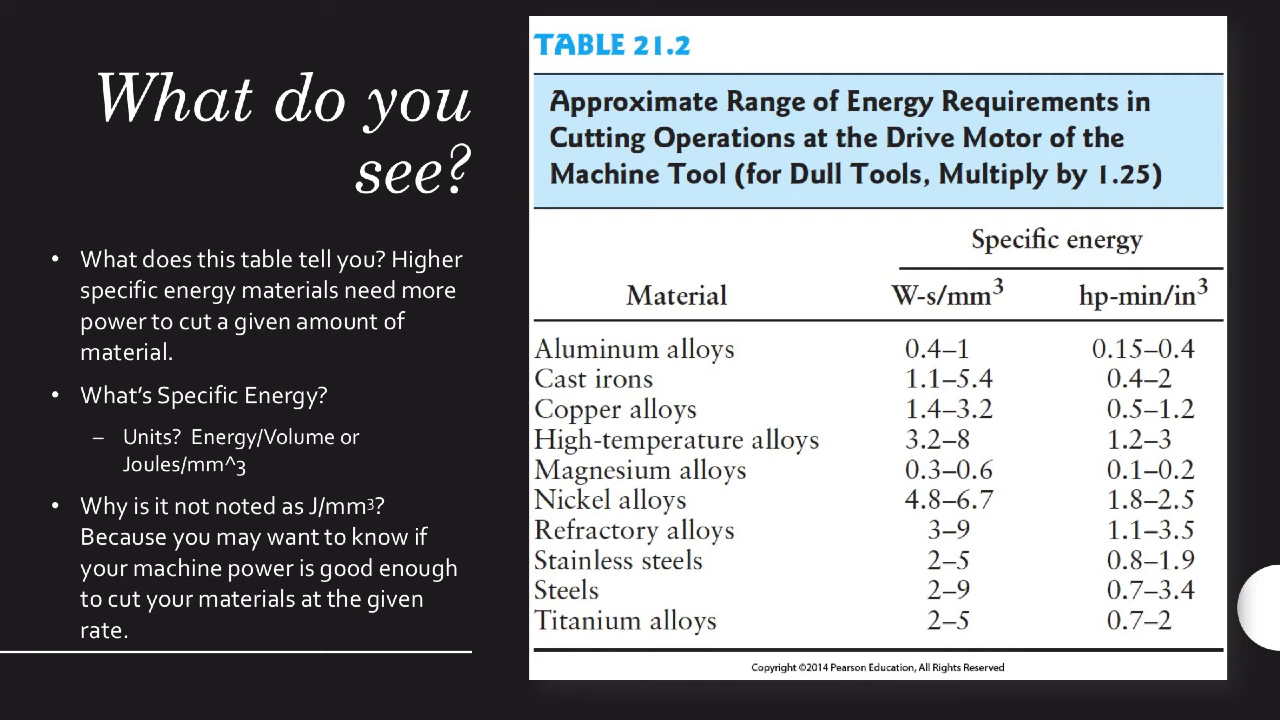 What do you
see?
• What does this table tell you? Higher
specific energy materials need more
power to cut a given amount of
material.
• What’s Specific Energy?
– Units? Energy/Volume or
Joules/mm^3
• Why is it not noted as J/mm³?
Because you may want to know if
your machine power is good enough
to cut your materials at the given
rate.
TABLE 21.2
Approximate Range of Energy Requirements in
Cutting Operations at the Drive Motor of the
Machine Tool (for Dull Tools, Multiply by 1.25)
Specific energy
Material W-s/mm³ hp-min/in³
Aluminum alloys 0.4–1 0.15–0.4
Cast irons 1.1–5.4 0.4–2
Copper alloys 1.4–3.2 0.5–1.2
High-temperature alloys 3.2–8 1.2–3
Magnesium alloys 0.3–0.6 0.1–0.2
Nickel alloys 4.8–6.7 1.8–2.5
Refractory alloys 3–9 1.1–3.5
Stainless steels 2–5 0.8–1.9
Steels 2–9 0.7–3.4
Titanium alloys 2–5 0.7–2
Copyright ©2014 Pearson Education, All Rights Reserved